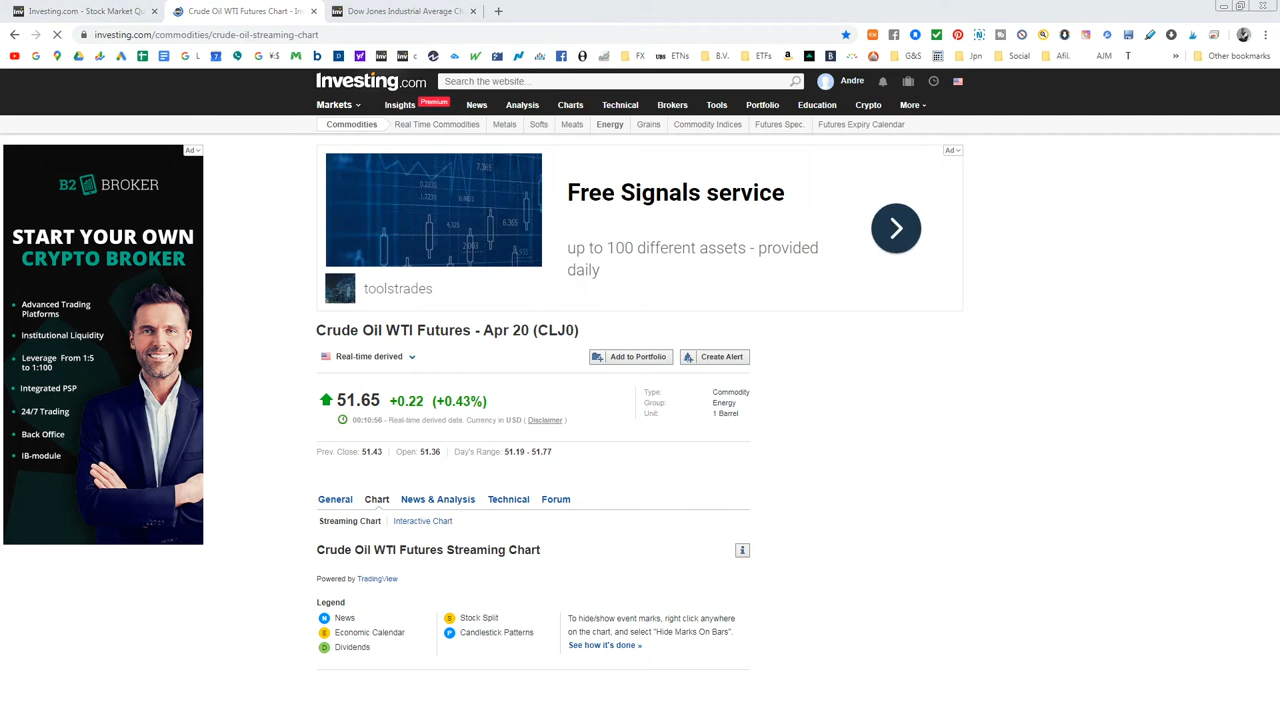 Investing.com - Stock Market Qu
Crude Oil WTI Futures Chart - Inv
Dow Jones Industrial Average Ch
investing.com/commodities/crude-oil-streaming-chart
G L
G ¥:$
c
FX
ETNs
B.V.
ETFs
G&S
Jpn
Social
Afil.
AJM
T
Other bookmarks
Investing.com
Search the website...
Andre
Markets
Insights
Premium
News
Analysis
Charts
Technical
Brokers
Tools
Portfolio
Education
Crypto
More
Commodities
Real Time Commodities
Metals
Softs
Meats
Energy
Grains
Commodity Indices
Futures Spec.
Futures Expiry Calendar
Ad
B2 BROKER
START YOUR OWN
CRYPTO BROKER
Advanced Trading
Platforms
Institutional Liquidity
Leverage From 1:5
to 1:100
Integrated PSP
24/7 Trading
Back Office
IB-module
Ad
Free Signals service
up to 100 different assets - provided
daily
toolstrades
Crude Oil WTI Futures - Apr 20 (CLJ0)
Real-time derived
Add to Portfolio
Create Alert
51.65 +0.22 (+0.43%)
00:10:56 - Real-time derived data. Currency in USD ( Disclaimer )
Type: Commodity
Group: Energy
Unit: 1 Barrel
Prev. Close: 51.43 Open: 51.36 Day's Range: 51.19 - 51.77
General Chart News & Analysis Technical Forum
Streaming Chart Interactive Chart
Crude Oil WTI Futures Streaming Chart
Powered by TradingView
Legend
N News
E Economic Calendar
D Dividends
S Stock Split
P Candlestick Patterns
To hide/show event marks, right click anywhere
on the chart, and select "Hide Marks On Bars".
See how it's done »